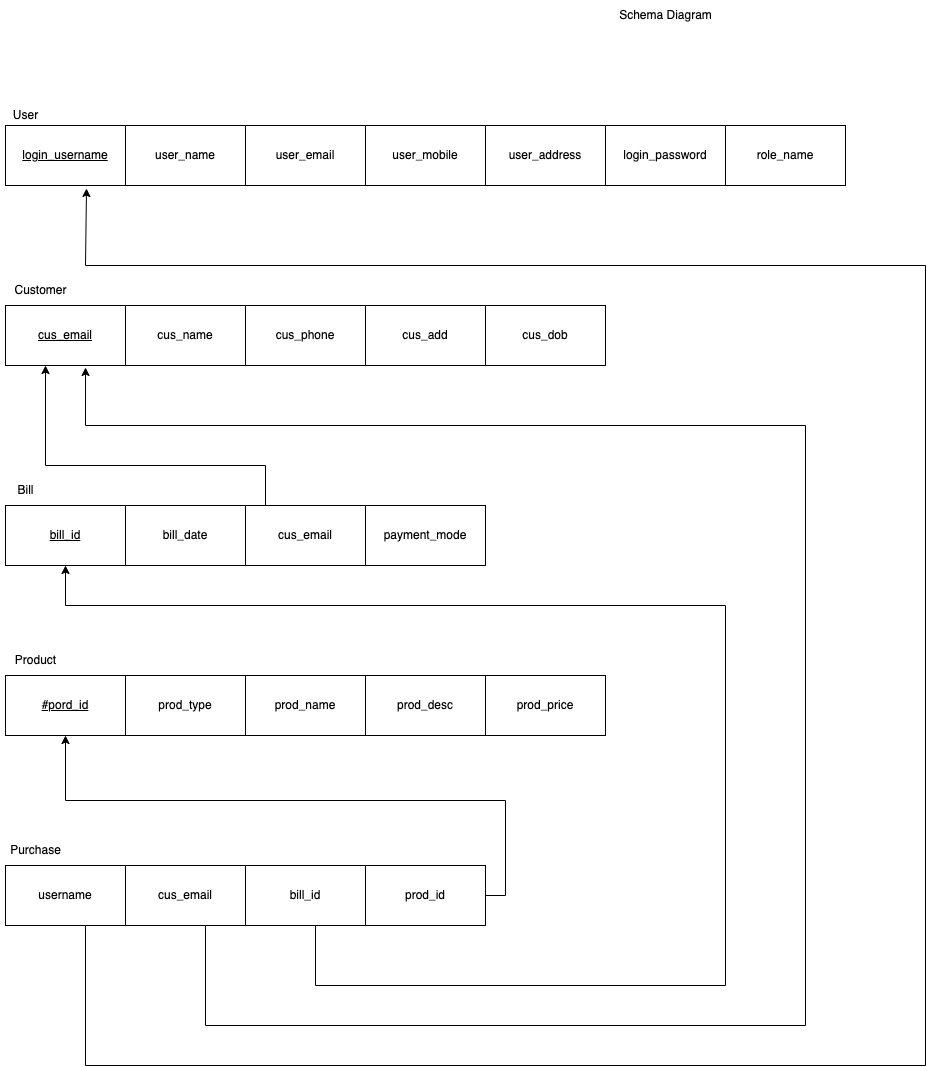 Schema Diagram
User
login_username user_name user_email user_mobile user_address login_password role_name
Customer
cus_email cus_name cus_phone cus_add cus_dob
Bill
bill_id bill_date cus_email payment_mode
Product
#pord_id prod_type prod_name prod_desc prod_price
Purchase
username cus_email bill_id prod_id